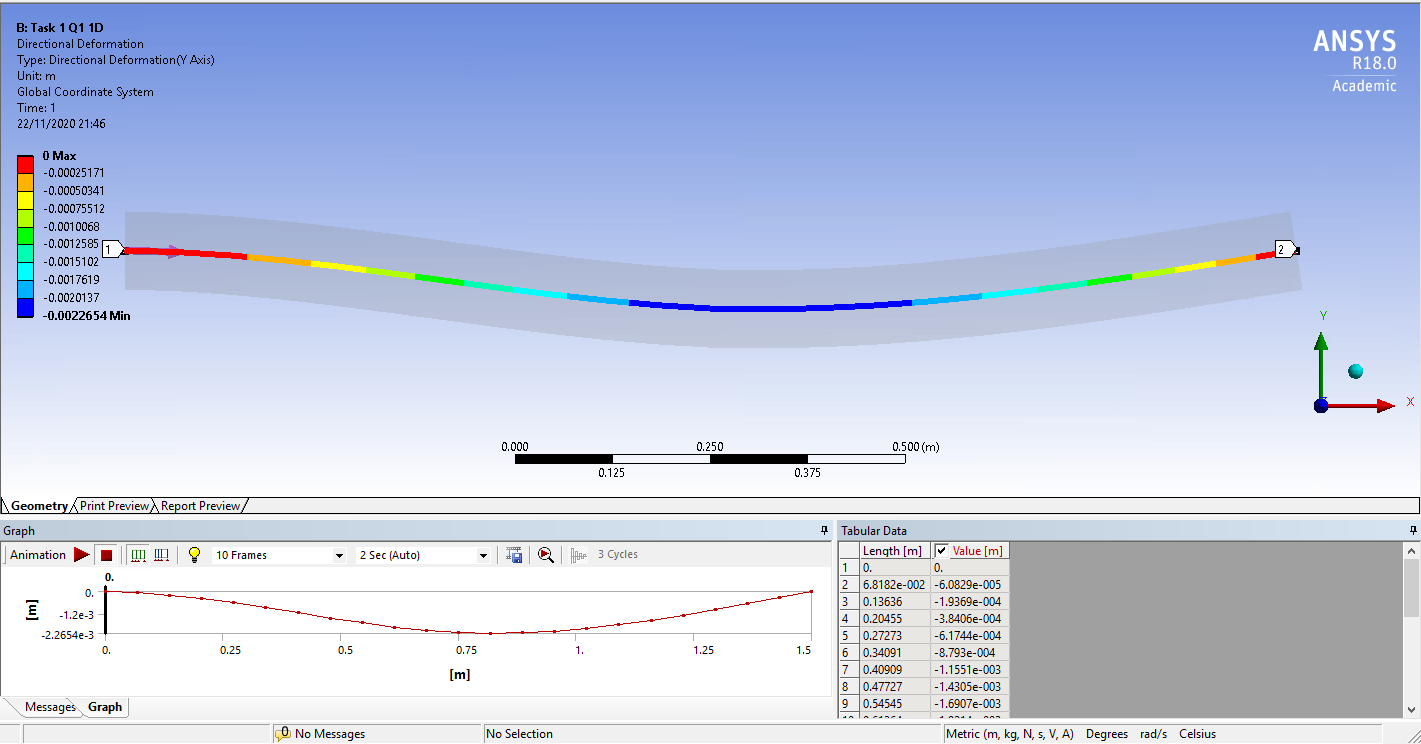 B: Task 1 Q1 1D
Directional Deformation
Type: Directional Deformation(Y Axis)
Unit: m
Global Coordinate System
Time: 1
22/11/2020 21:46
ANSYS
R18.0
Academic
0 Max
-0.00025171
-0.00050341
-0.00075512
-0.0010068
-0.0012585
-0.0015102
-0.0017619
-0.0020137
-0.0022654 Min
1
2
Y
X
0.000 0.250 0.500 (m)
0.125 0.375
Geometry Print Preview Report Preview
Graph
Animation 10 Frames 2 Sec (Auto) 3 Cycles
0.
0.
-1.2e-3
-2.2654e-3
[m]
0. 0.25 0.5 0.75 1. 1.25 1.5
[m]
Messages Graph
Tabular Data
Length [m] Value [m]
1 0. 0.
2 6.8182e-002 -6.0829e-005
3 0.13636 -1.9369e-004
4 0.20455 -3.8406e-004
5 0.27273 -6.1744e-004
6 0.34091 -8.793e-004
7 0.40909 -1.1551e-003
8 0.47727 -1.4305e-003
9 0.54545 -1.6907e-003
0 No Messages No Selection Metric (m, kg, N, s, V, A) Degrees rad/s Celsius